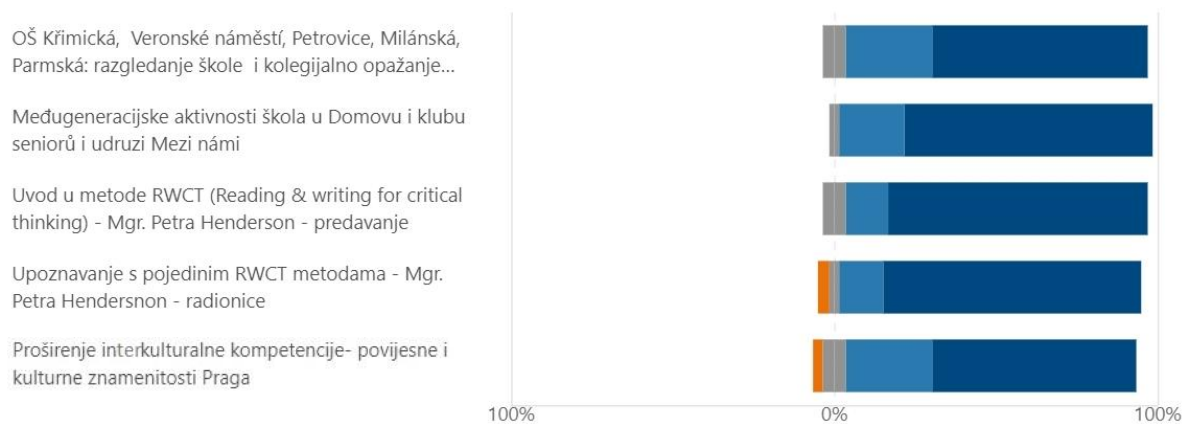 OŠ Křimická, Veronské náměstí, Petrovice, Milánská,
Parmská: razgledanje škole i kolegijalno opažanje...
Međugeneracijske aktivnosti škola u Domovu i klubu
seniorů i udruzi Mezi námi
Uvod u metode RWCT (Reading & writing for critical
thinking) - Mgr. Petra Henderson - predavanje
Upoznavanje s pojedinim RWCT metodama - Mgr.
Petra Hendersnon - radionice
Proširenje interkulturalne kompetencije- povijesne i
kulturne znamenitosti Praga
100% 0% 100%